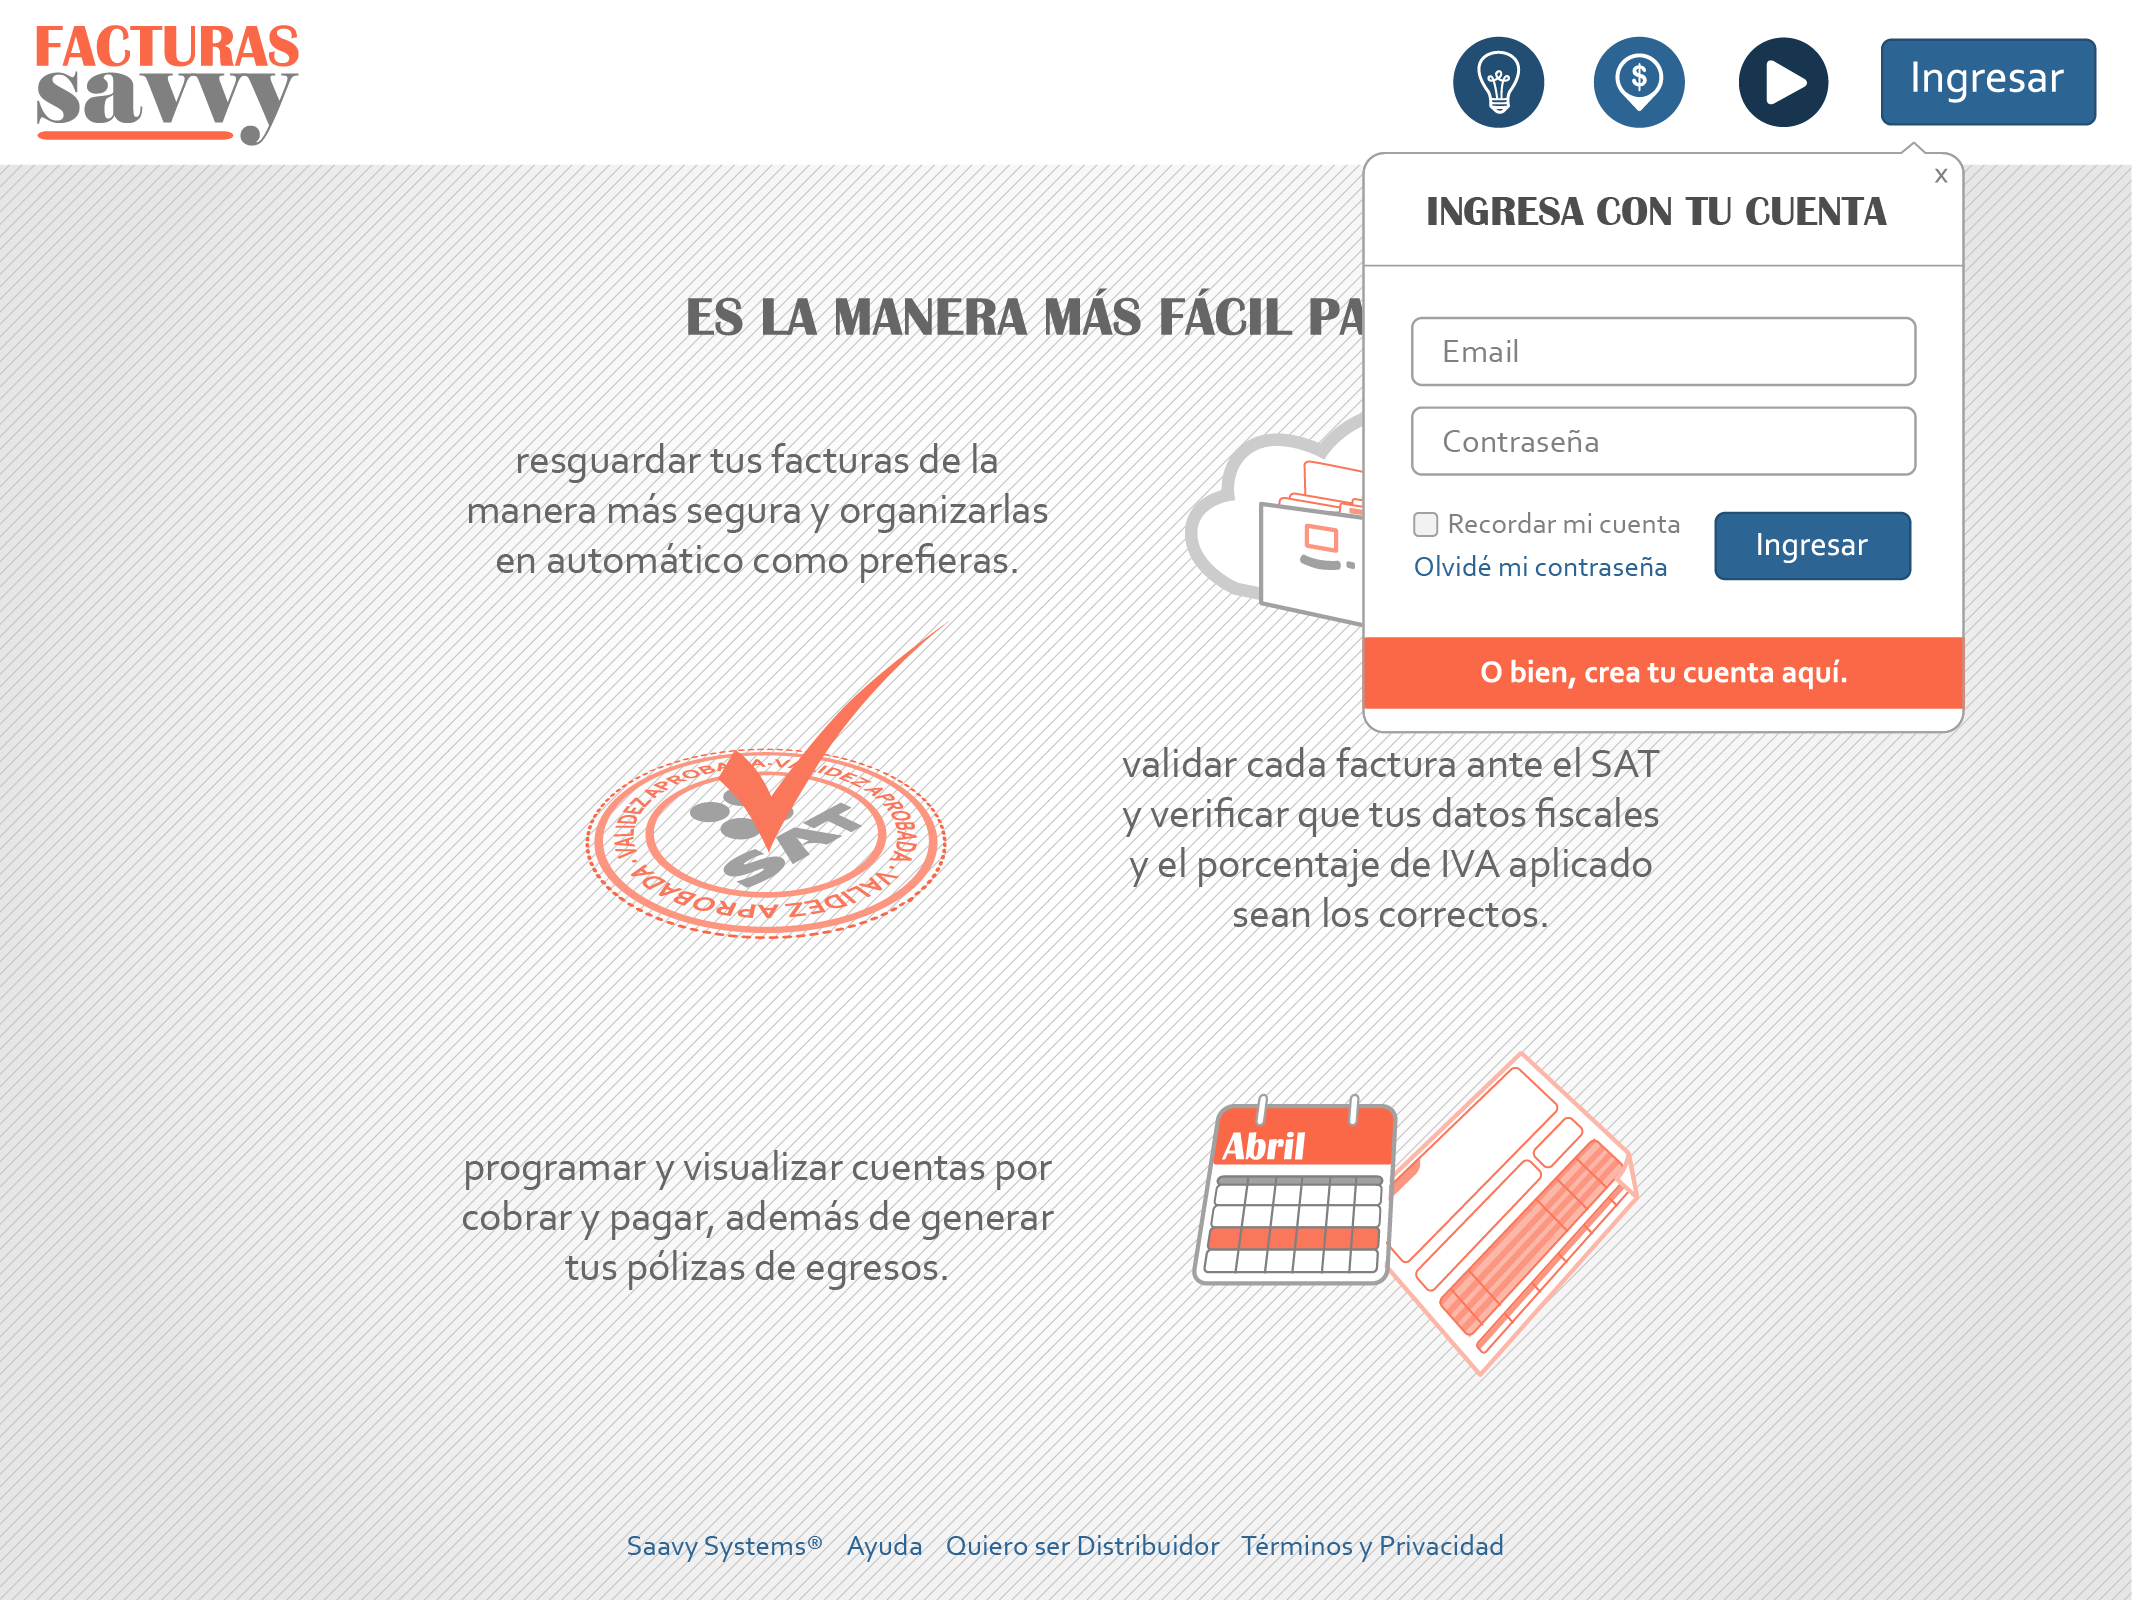 FACTURAS
savvy
$
Ingresar
x
INGRESA CON TU CUENTA
Email
Contraseña
Recordar mi cuenta
Olvidé mi contraseña
Ingresar
O bien, crea tu cuenta aquí.
ES LA MANERA MÁS FÁCIL PA
resguardar tus facturas de la
manera más segura y organizarlas
en automático como prefieras.
VALIDEZ APROBADA · VALIDEZ APROBADA · VALIDEZ APROBADA ·
SAT
validar cada factura ante el SAT
y verificar que tus datos fiscales
y el porcentaje de IVA aplicado
sean los correctos.
programar y visualizar cuentas por
cobrar y pagar, además de generar
tus pólizas de egresos.
Abril
Saavy Systems® Ayuda Quiero ser Distribuidor Términos y Privacidad